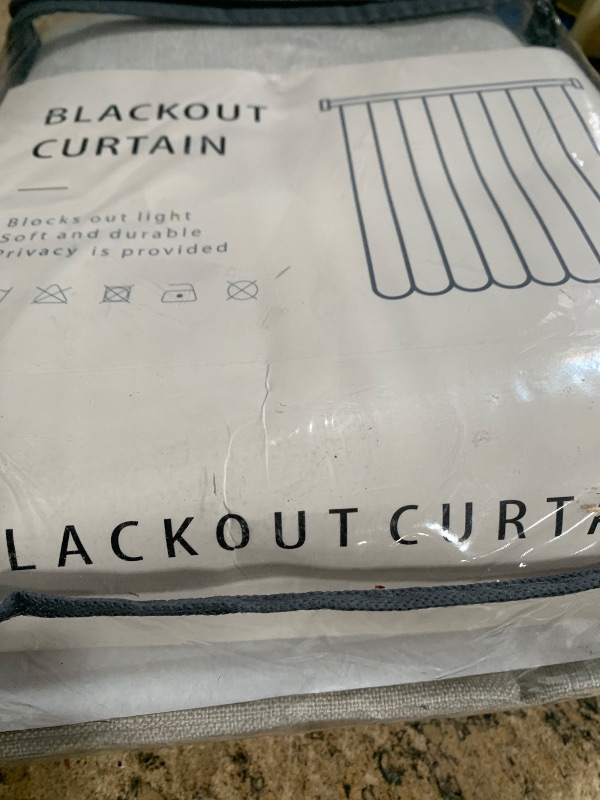 BLACKOUT
CURTAIN
Blocks out light
Soft and durable
Privacy is provided
LACKOUT CURTA